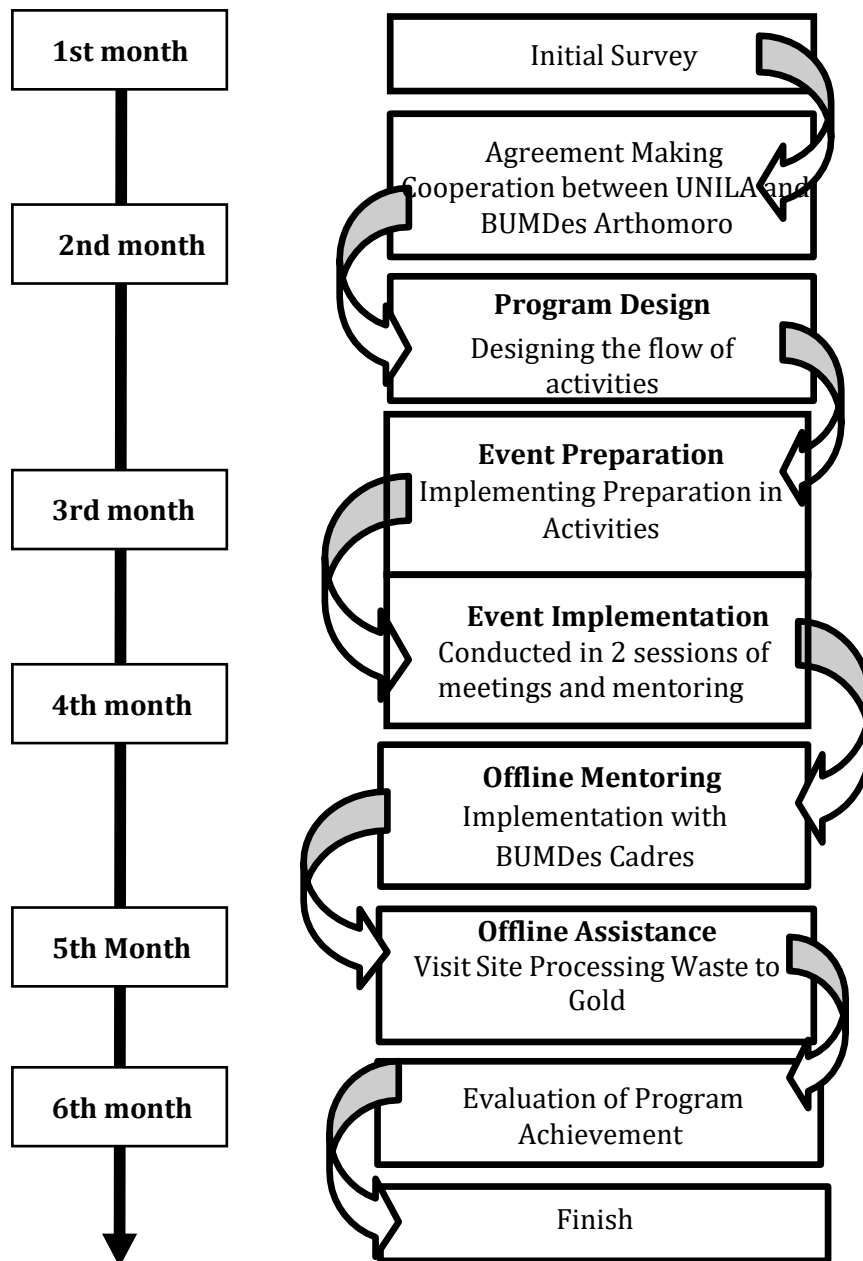 1st month
Initial Survey
Agreement Making
Cooperation between UNILA and
BUMDes Arthomoro
2nd month
Program Design
Designing the flow of
activities
Event Preparation
Implementing Preparation in
Activities
3rd month
Event Implementation
Conducted in 2 sessions of
meetings and mentoring
4th month
Offline Mentoring
Implementation with
BUMDes Cadres
5th Month
Offline Assistance
Visit Site Processing Waste to
Gold
6th month
Evaluation of Program
Achievement
Finish